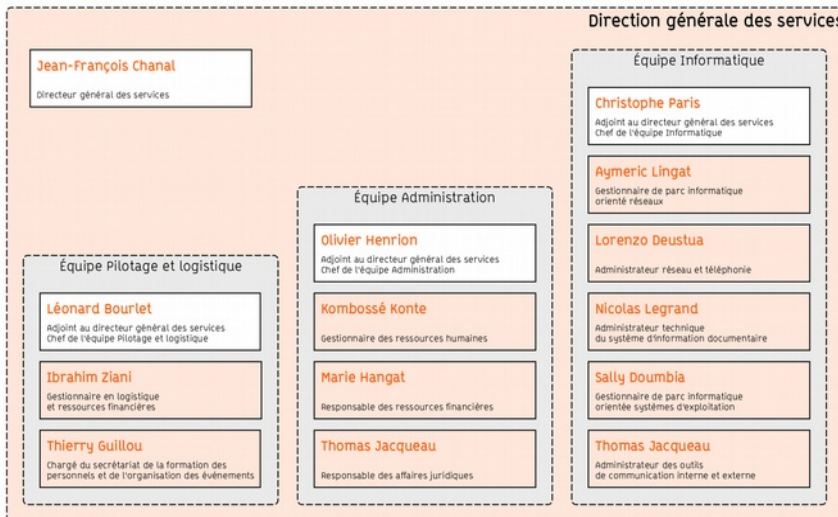 Direction générale des services
Jean-François Chanal
Directeur général des services
Équipe Informatique
Christophe Paris
Adjoint au directeur général des services
Chef de l'équipe Informatique
Aymeric Lingat
Gestionnaire de parc informatique
orienté réseaux
Lorenzo Deustua
Administrateur réseau et téléphonie
Nicolas Legrand
Administrateur technique
du système d'information documentaire
Sally Doumbia
Gestionnaire de parc informatique
orientée systèmes d'exploitation
Thomas Jacqueau
Administrateur des outils
de communication interne et externe
Équipe Administration
Olivier Henrion
Adjoint au directeur général des services
Chef de l'équipe Administration
Kombossé Konte
Gestionnaire des ressources humaines
Marie Hangat
Responsable des ressources financières
Thomas Jacqueau
Responsable des affaires juridiques
Équipe Pilotage et logistique
Léonard Bourlet
Adjoint au directeur général des services
Chef de l'équipe Pilotage et logistique
Ibrahim Ziani
Gestionnaire en logistique
et ressources financières
Thierry Guillou
Chargé du secrétariat de la formation des
personnels et de l'organisation des événements